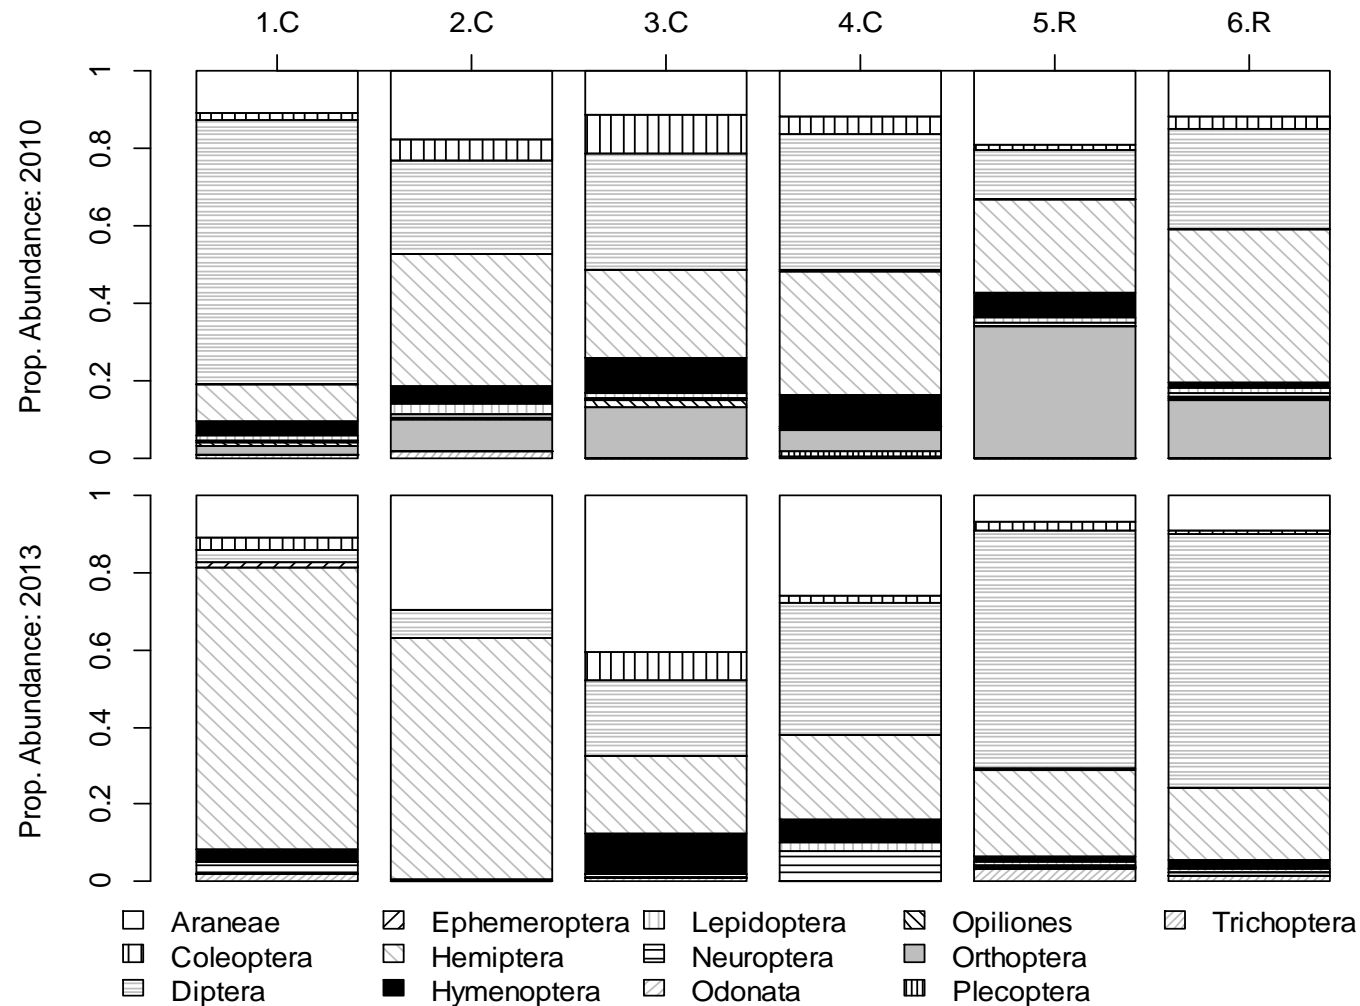 1.C 2.C 3.C 4.C 5.R 6.R
Prop. Abundance: 2010
1
0.8
0.6
0.4
0.2
0
Prop. Abundance: 2013
1
0.8
0.6
0.4
0.2
0
Araneae Ephemeroptera Lepidoptera Opiliones Trichoptera
Coleoptera Hemiptera Neuroptera Orthoptera
Diptera Hymenoptera Odonata Plecoptera